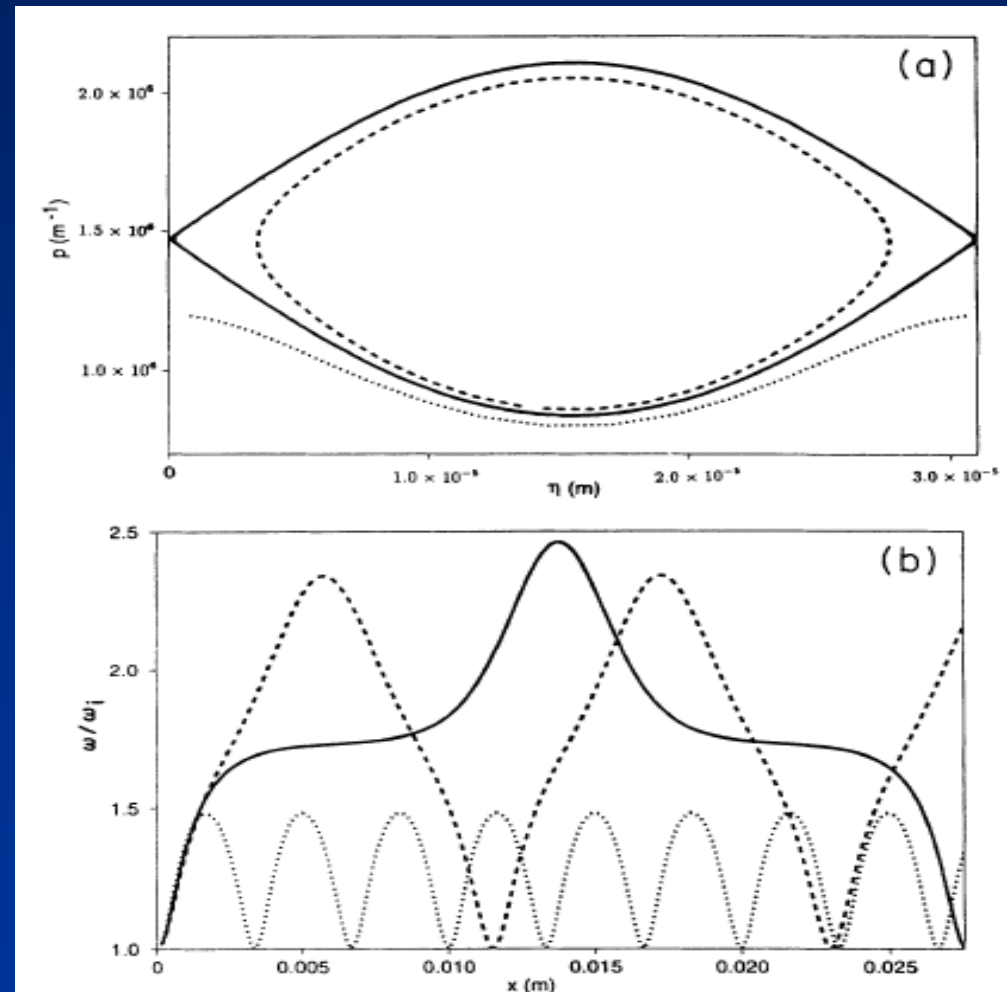 (a)
2.0 × 10⁶
1.5 × 10⁶
1.0 × 10⁶
p (m⁻¹)
0
1.0 × 10⁻⁵
2.0 × 10⁻⁵
3.0 × 10⁻⁵
η (m)
(b)
2.5
2.0
1.5
1.0
ω/ωᵢ
0
0.005
0.010
0.015
0.020
0.025
x (m)